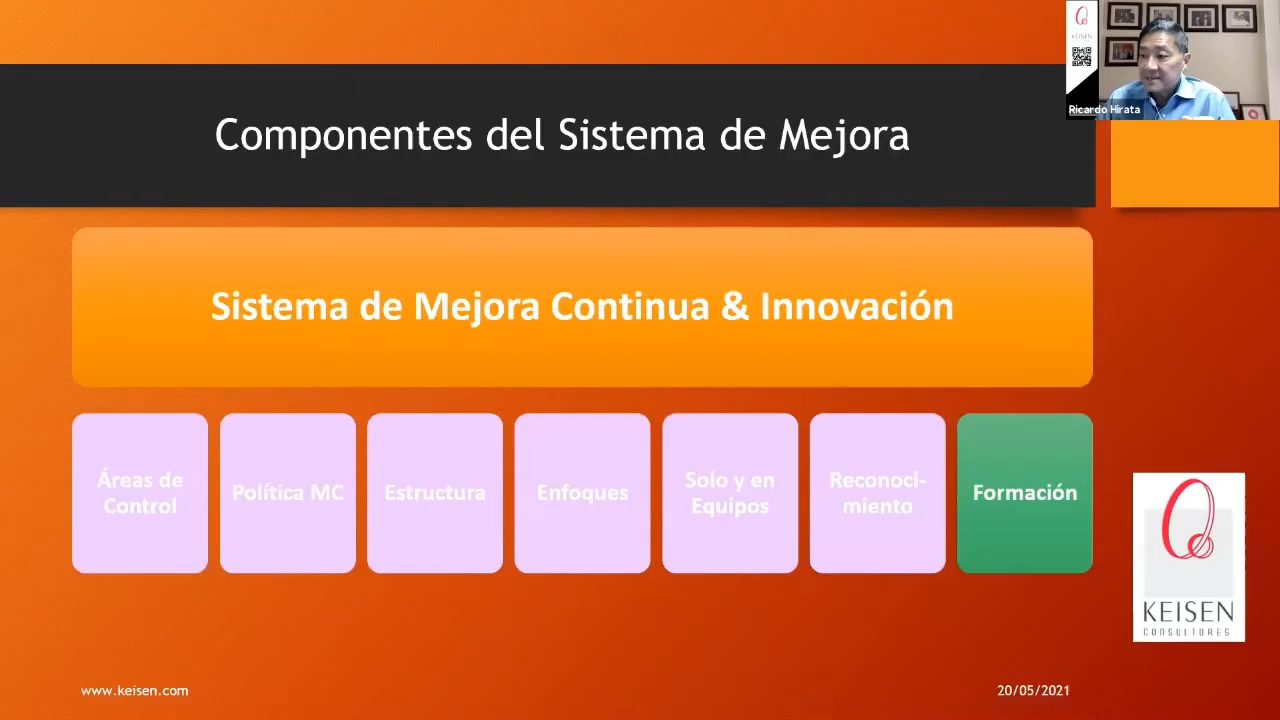 KEISEN
Ricardo Hirata
Componentes del Sistema de Mejora
Sistema de Mejora Continua & Innovación
Áreas de
Control
Política MC
Estructura
Enfoques
Solo y en
Equipos
Reconoci-
miento
Formación
KEISEN
CONSULTORES
www.keisen.com
20/05/2021